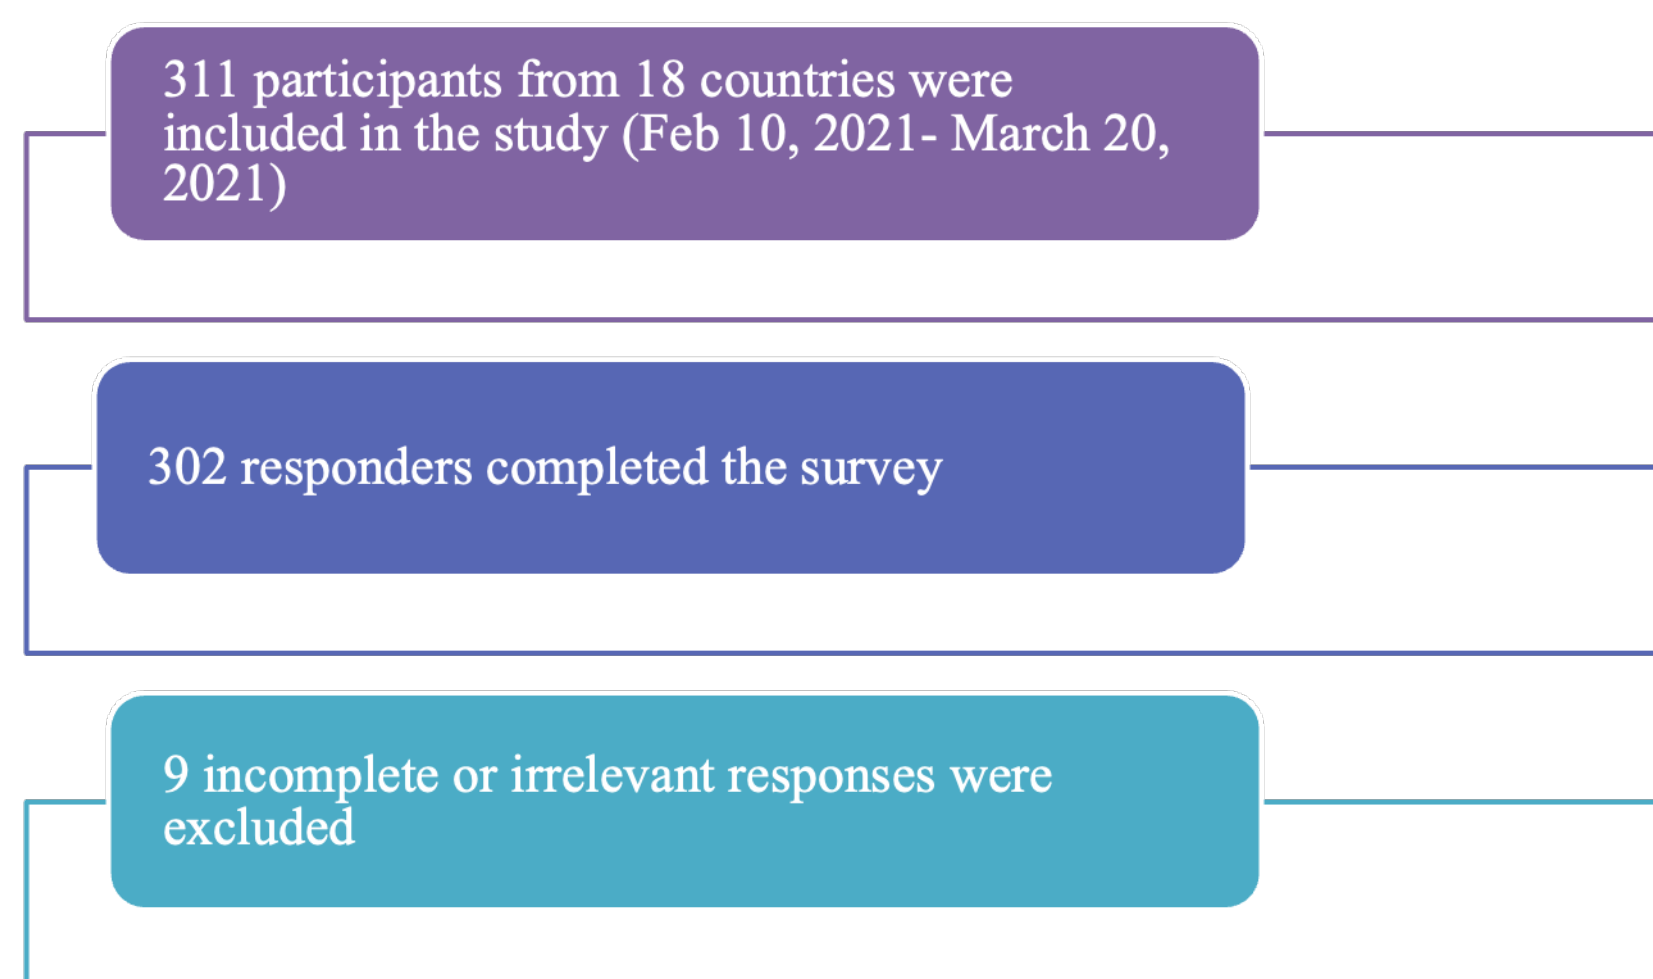 311 participants from 18 countries were
included in the study (Feb 10, 2021- March 20,
2021)
302 responders completed the survey
9 incomplete or irrelevant responses were
excluded